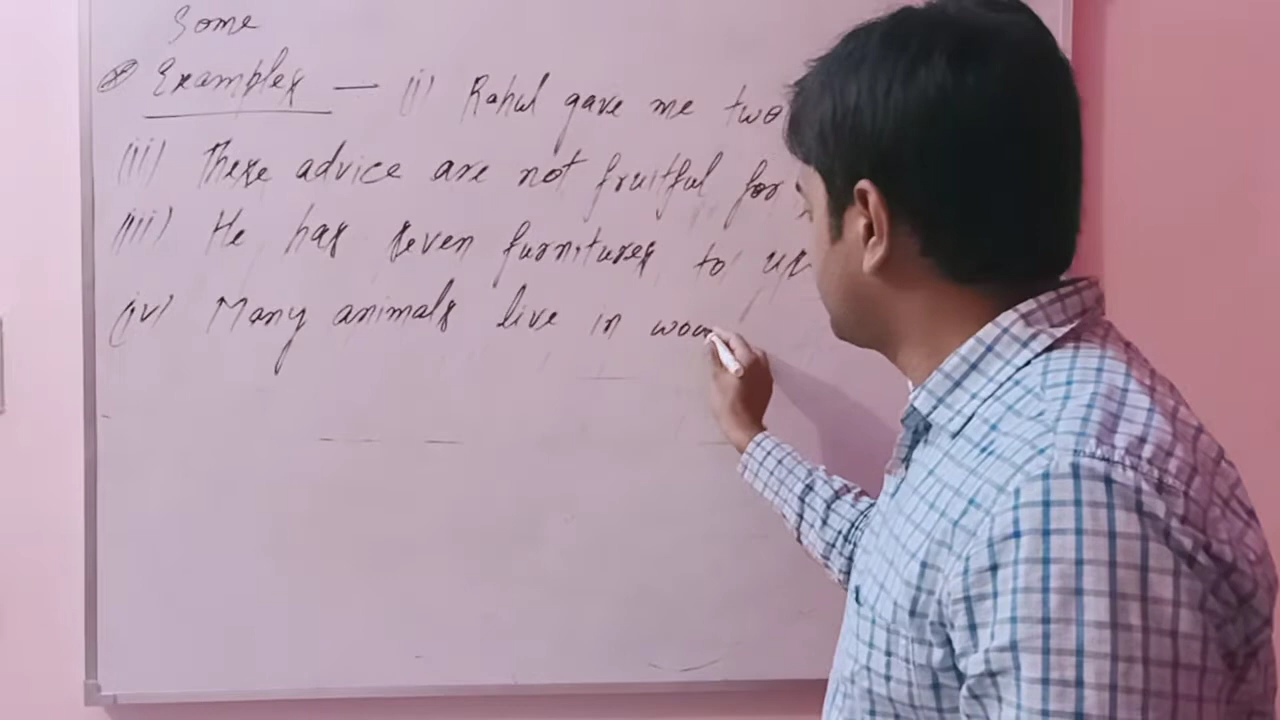 Some
Examples — (i) Rahul gave me two
(ii) These advice are not fruitful for
(iii) He has seven furnitures to
(iv) Many animals live in